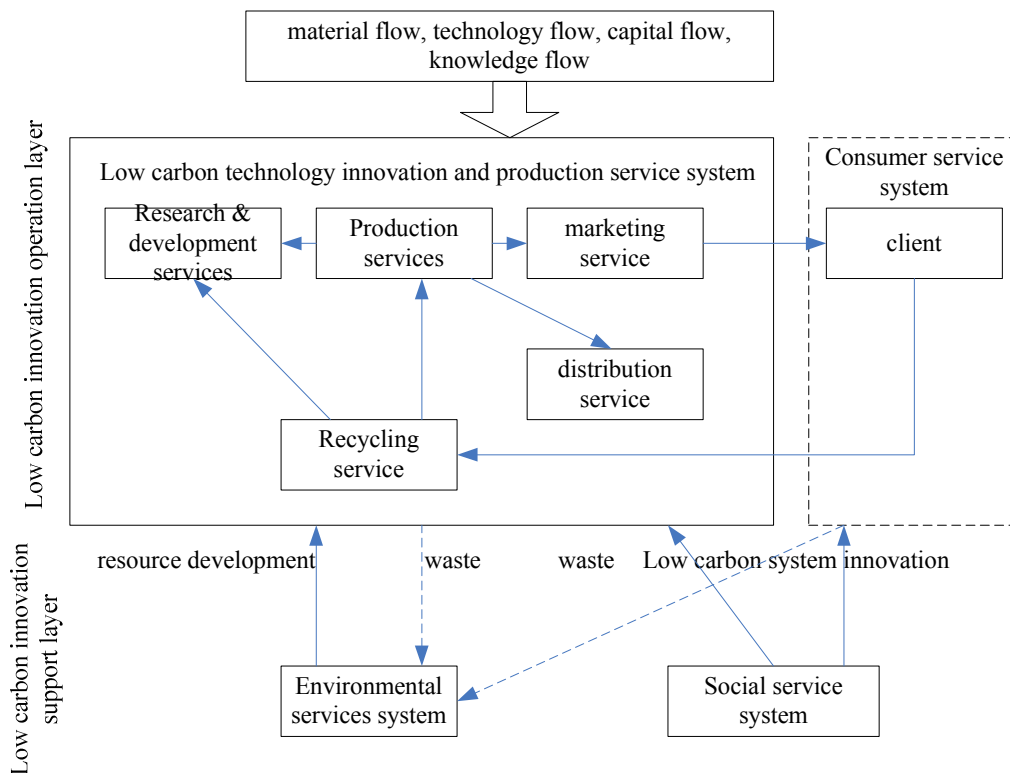 material flow, technology flow, capital flow,
knowledge flow
Low carbon innovation operation layer
Low carbon technology innovation and production service system
Consumer service
system
Research &
development
services
Production
services
marketing
service
client
distribution
service
Recycling
service
resource development
waste
waste
Low carbon system innovation
Low carbon innovation
support layer
Environmental
services system
Social service
system